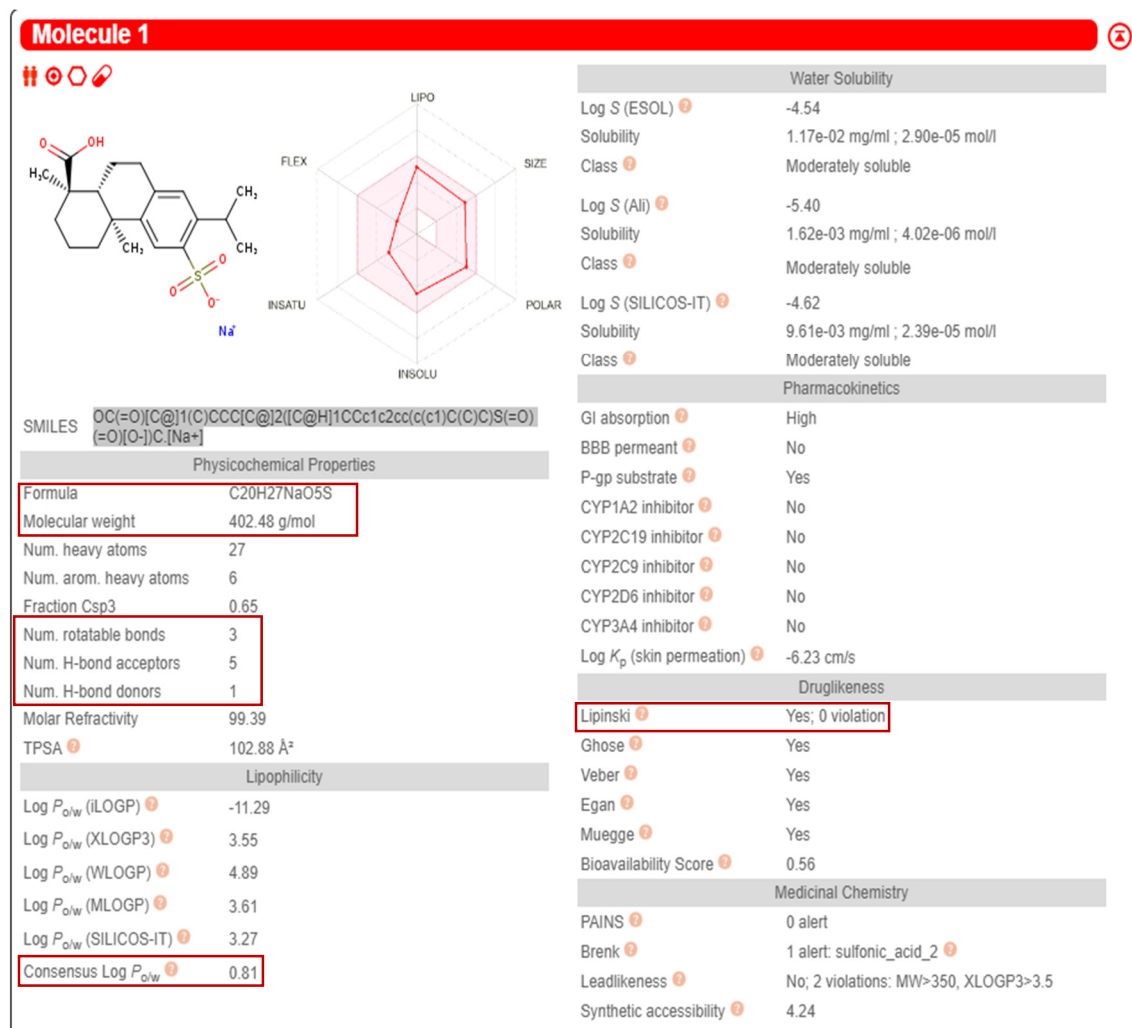 Molecule 1
LIPO
FLEX
SIZE
INSATU
POLAR
INSOLU
O
OH
H₃C
CH₃
CH₃
CH₃
O
S
O
O⁻
Na⁺
SMILES OC(=O)[C@]1(C)CCC[C@]2([C@H]1CCc1c2cc(c(c1)C(C)C)S(=O)
(=O)[O-])C.[Na+]
Physicochemical Properties
Formula C20H27NaO5S
Molecular weight 402.48 g/mol
Num. heavy atoms 27
Num. arom. heavy atoms 6
Fraction Csp3 0.65
Num. rotatable bonds 3
Num. H-bond acceptors 5
Num. H-bond donors 1
Molar Refractivity 99.39
TPSA ? 102.88 Å²
Lipophilicity
Log Po/w (iLOGP) ? -11.29
Log Po/w (XLOGP3) ? 3.55
Log Po/w (WLOGP) ? 4.89
Log Po/w (MLOGP) ? 3.61
Log Po/w (SILICOS-IT) ? 3.27
Consensus Log Po/w ? 0.81
Water Solubility
Log S (ESOL) ? -4.54
Solubility 1.17e-02 mg/ml ; 2.90e-05 mol/l
Class ? Moderately soluble
Log S (Ali) ? -5.40
Solubility 1.62e-03 mg/ml ; 4.02e-06 mol/l
Class ? Moderately soluble
Log S (SILICOS-IT) ? -4.62
Solubility 9.61e-03 mg/ml ; 2.39e-05 mol/l
Class ? Moderately soluble
Pharmacokinetics
GI absorption ? High
BBB permeant ? No
P-gp substrate ? Yes
CYP1A2 inhibitor ? No
CYP2C19 inhibitor ? No
CYP2C9 inhibitor ? No
CYP2D6 inhibitor ? No
CYP3A4 inhibitor ? No
Log Kp (skin permeation) ? -6.23 cm/s
Druglikeness
Lipinski ? Yes; 0 violation
Ghose ? Yes
Veber ? Yes
Egan ? Yes
Muegge ? Yes
Bioavailability Score ? 0.56
Medicinal Chemistry
PAINS ? 0 alert
Brenk ? 1 alert: sulfonic_acid_2 ?
Leadlikeness ? No; 2 violations: MW>350, XLOGP3>3.5
Synthetic accessibility ? 4.24